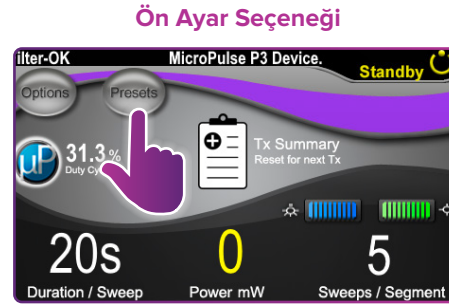 Ön Ayar Seçeneği
ilter-OK MicroPulse P3 Device. Standby
Options Presets
µP 31.3 % Tx Summary
Duty Cy Reset for next Tx
20s 0 5
Duration / Sweep Power mW Sweeps / Segment